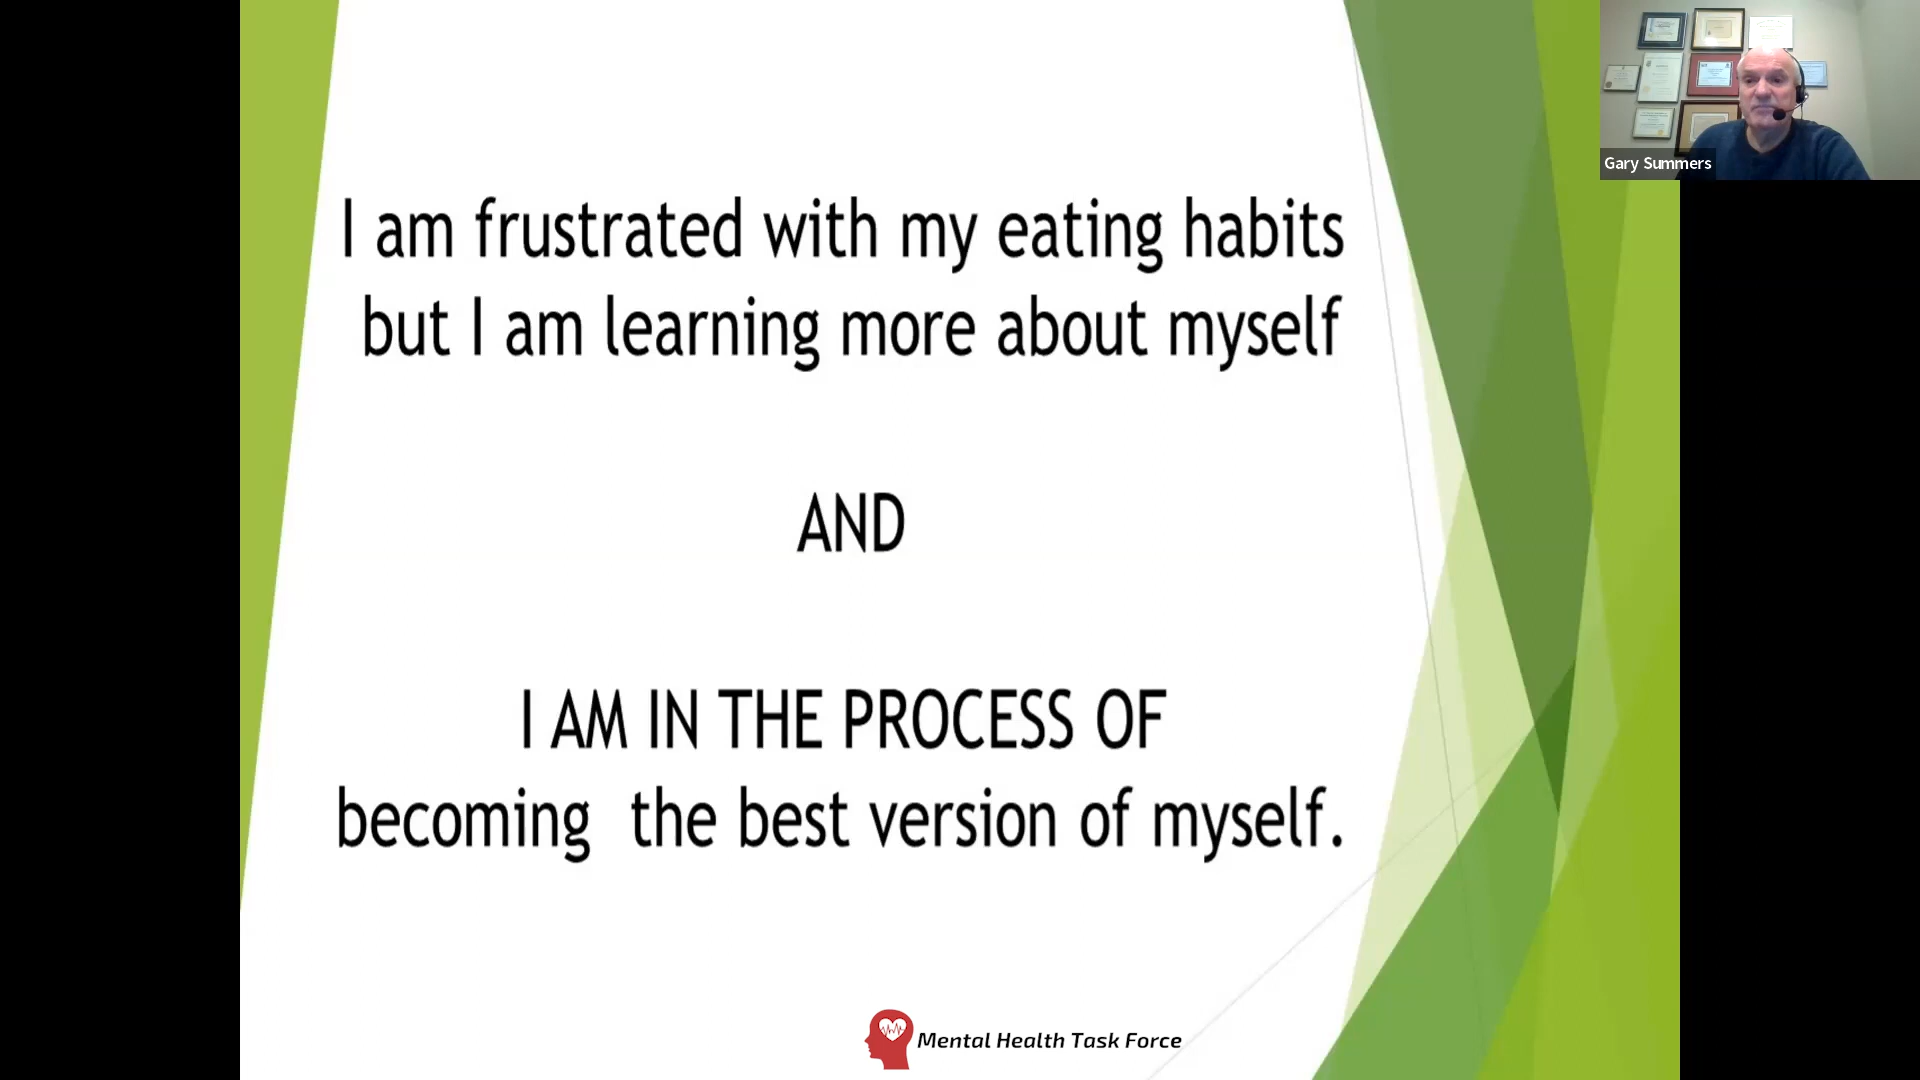 I am frustrated with my eating habits
but I am learning more about myself
AND
I AM IN THE PROCESS OF
becoming the best version of myself.
Mental Health Task Force
Gary Summers